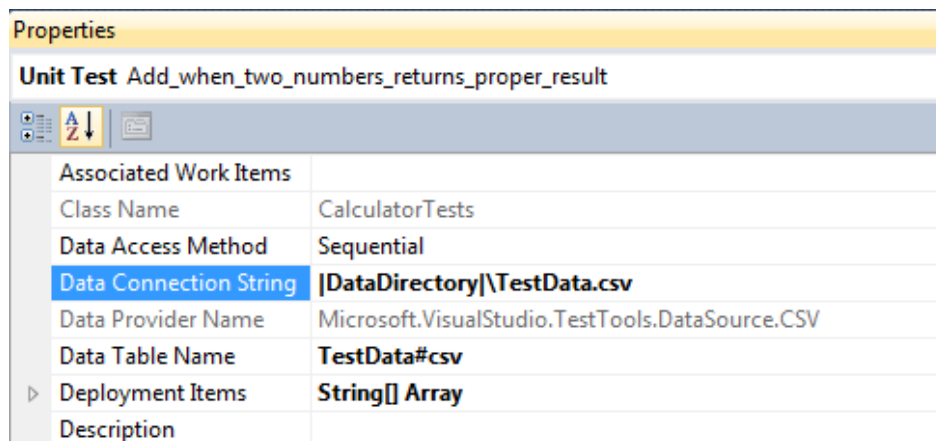 Properties
Unit Test Add_when_two_numbers_returns_proper_result
A
Z
Associated Work Items
Class Name CalculatorTests
Data Access Method Sequential
Data Connection String |DataDirectory|\TestData.csv
Data Provider Name Microsoft.VisualStudio.TestTools.DataSource.CSV
Data Table Name TestData#csv
Deployment Items String[] Array
Description